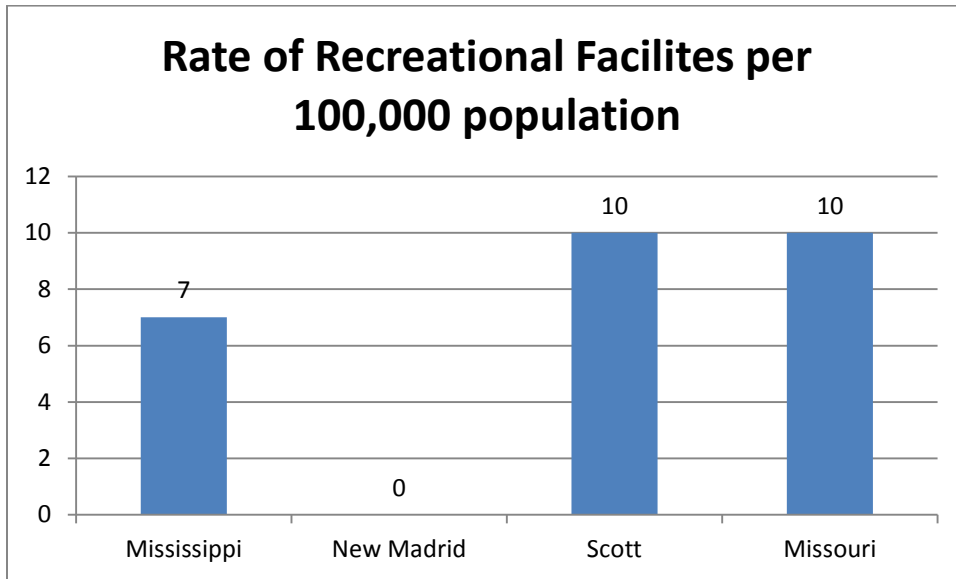 Rate of Recreational Facilites per
100,000 population
12
10
8
6
4
2
0
7
0
10
10
Mississippi
New Madrid
Scott
Missouri